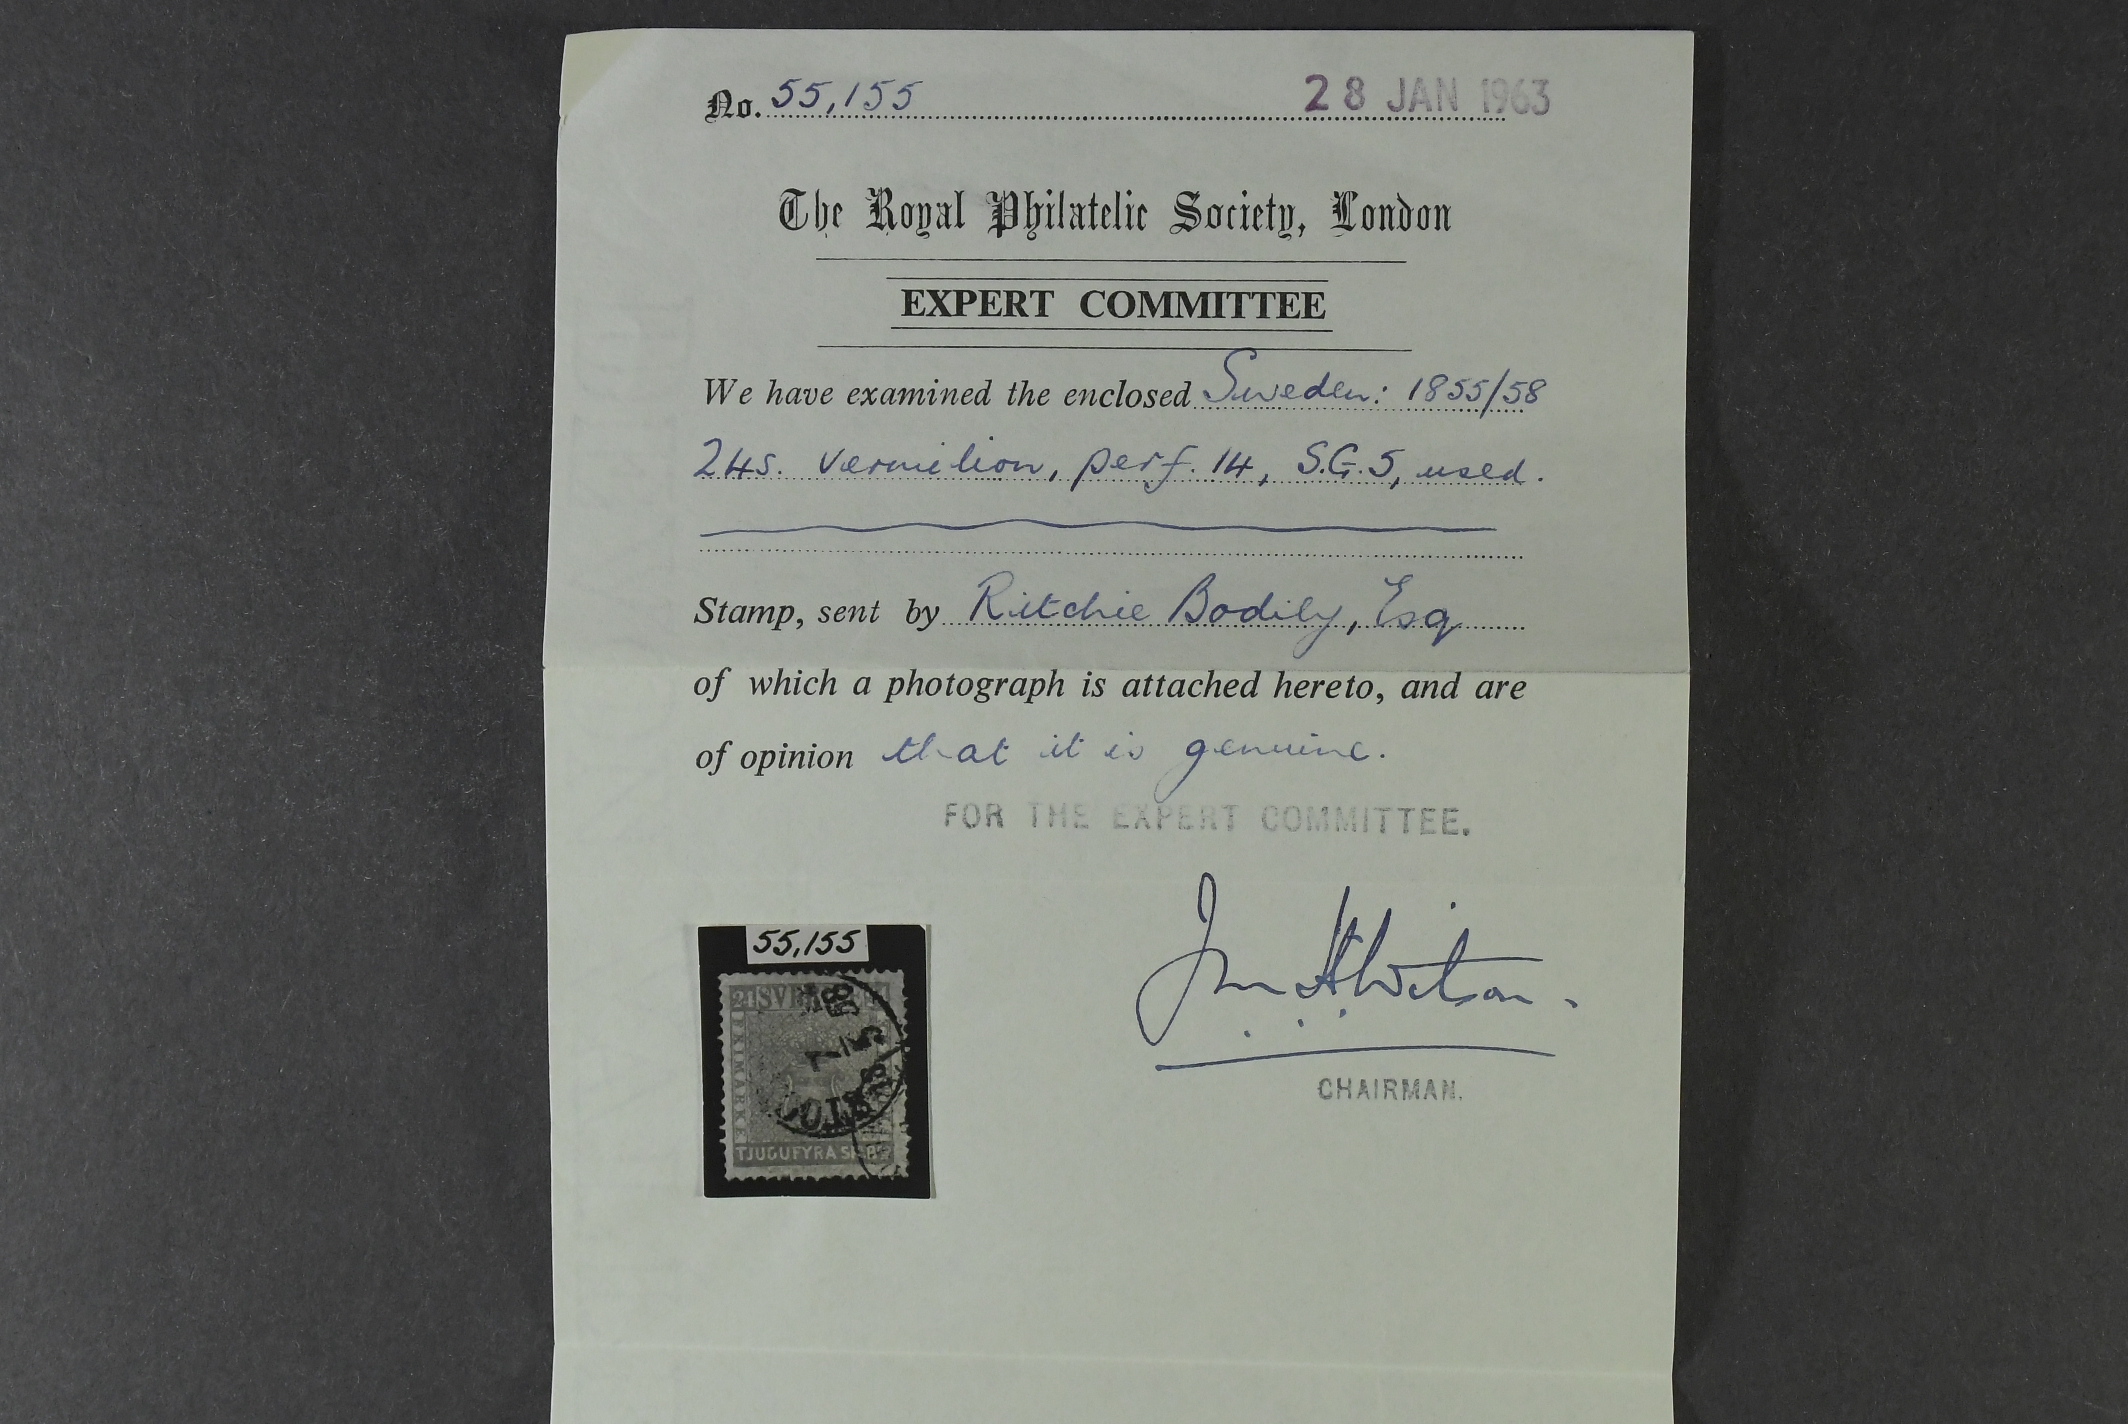 No. 55,155 28 JAN 1963
The Royal Philatelic Society, London
EXPERT COMMITTEE
We have examined the enclosed Sweden: 1855/58
24s. vermilion, perf. 14, S.G. 5, used.
Stamp, sent by Ritchie Bodily, Esq
of which a photograph is attached hereto, and are
of opinion that it is genuine.
FOR THE EXPERT COMMITTEE.
CHAIRMAN.
55,155
TJUGUFYRA